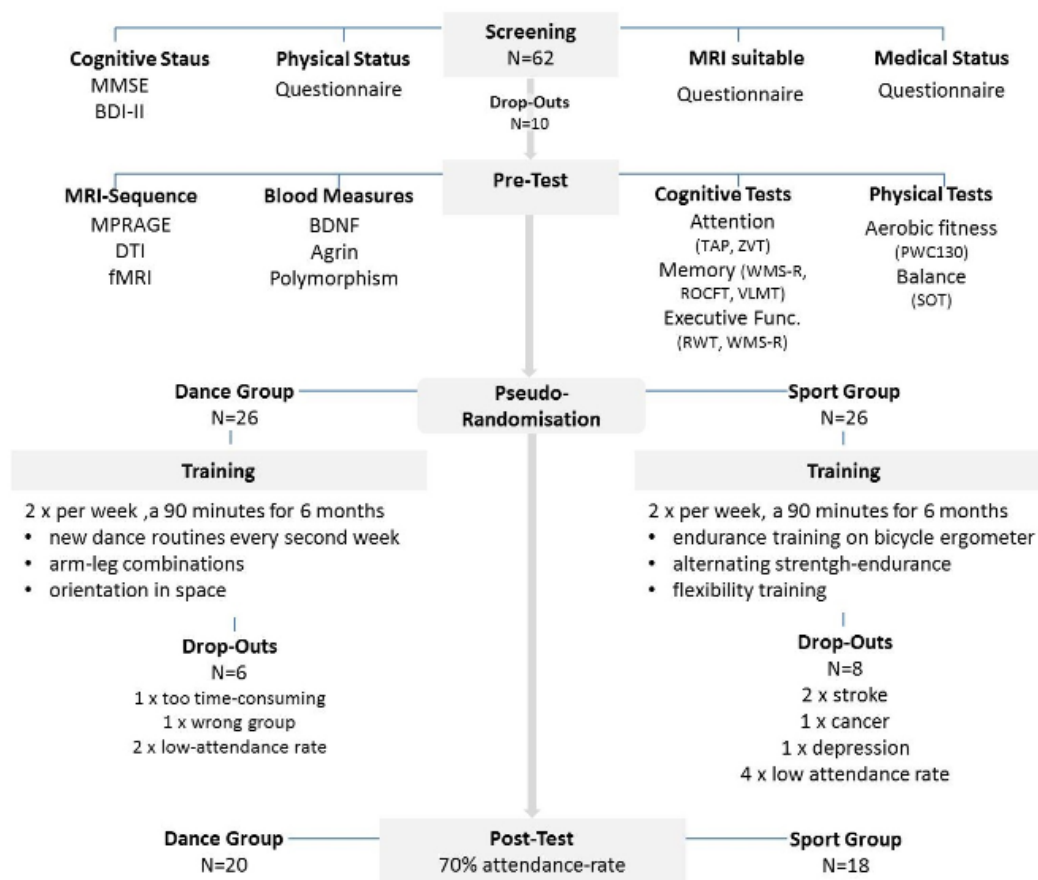 Screening
N=62
Cognitive Staus
MMSE
BDI-II
Physical Status
Questionnaire
MRI suitable
Questionnaire
Medical Status
Questionnaire
Drop-Outs
N=10
Pre-Test
MRI-Sequence
MPRAGE
DTI
fMRI
Blood Measures
BDNF
Agrin
Polymorphism
Cognitive Tests
Attention
(TAP, ZVT)
Memory (WMS-R,
ROCFT, VLMT)
Executive Func.
(RWT, WMS-R)
Physical Tests
Aerobic fitness
(PWC130)
Balance
(SOT)
Pseudo-
Randomisation
Dance Group
N=26
Training
2 x per week ,a 90 minutes for 6 months
• new dance routines every second week
• arm-leg combinations
• orientation in space
Drop-Outs
N=6
1 x too time-consuming
1 x wrong group
2 x low-attendance rate
Sport Group
N=26
Training
2 x per week, a 90 minutes for 6 months
• endurance training on bicycle ergometer
• alternating strentgh-endurance
• flexibility training
Drop-Outs
N=8
2 x stroke
1 x cancer
1 x depression
4 x low attendance rate
Dance Group
N=20
Post-Test
70% attendance-rate
Sport Group
N=18